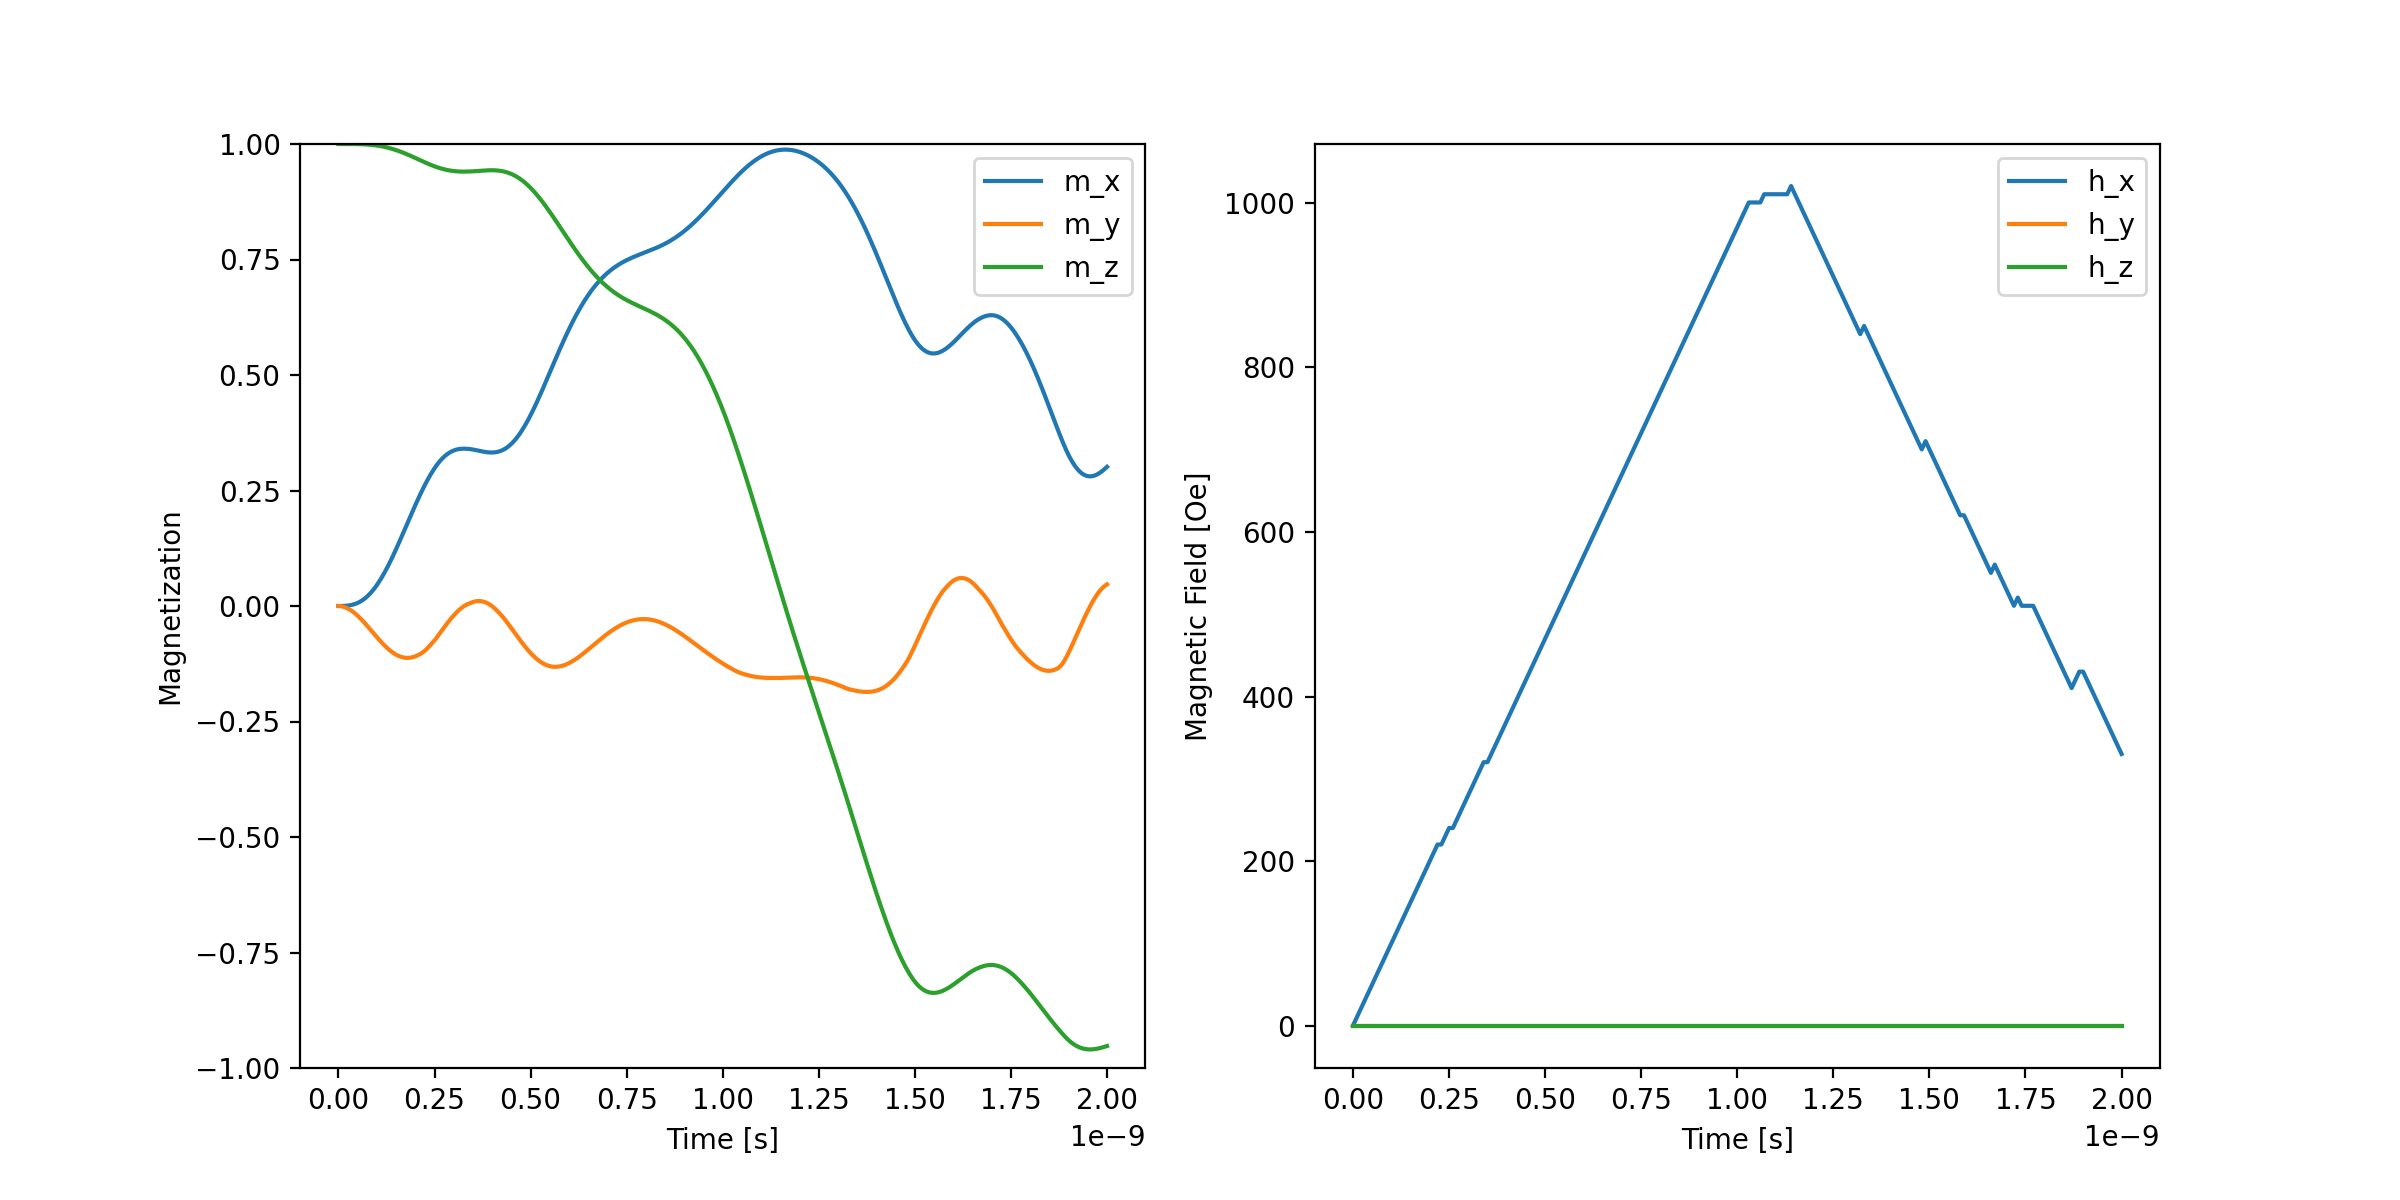 1.00
0.75
0.50
0.25
0.00
−0.25
−0.50
−0.75
−1.00
Magnetization
m_x
m_y
m_z
0.00 0.25 0.50 0.75 1.00 1.25 1.50 1.75 2.00
Time [s]
1e−9
1000
800
600
400
200
0
Magnetic Field [Oe]
h_x
h_y
h_z
0.00 0.25 0.50 0.75 1.00 1.25 1.50 1.75 2.00
Time [s]
1e−9